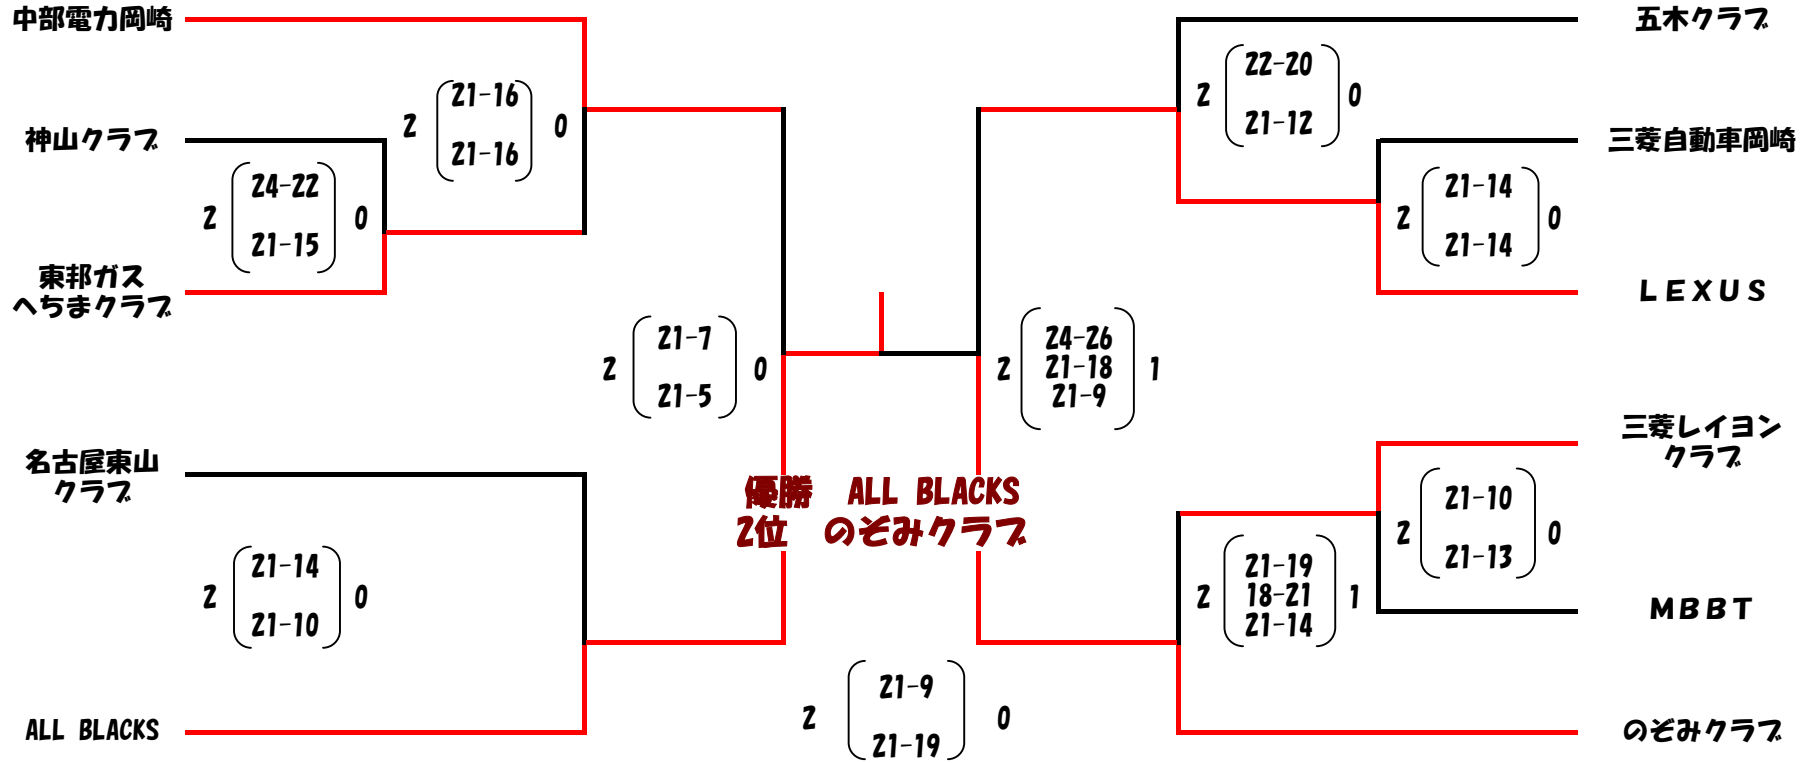 中部電力岡崎
神山クラブ
東邦ガス
へちまクラブ
名古屋東山
クラブ
ALL BLACKS
2
24-22
21-15
0
2
21-16
21-16
0
2
21-14
21-10
0
2
21-7
21-5
0
優勝 ALL BLACKS
2位 のぞみクラブ
2
21-9
21-19
0
2
24-26
21-18
21-9
1
2
22-20
21-12
0
2
21-14
21-14
0
2
21-19
18-21
21-14
1
2
21-10
21-13
0
五木クラブ
三菱自動車岡崎
ＬＥＸＵＳ
三菱レイヨン
クラブ
ＭＢＢＴ
のぞみクラブ